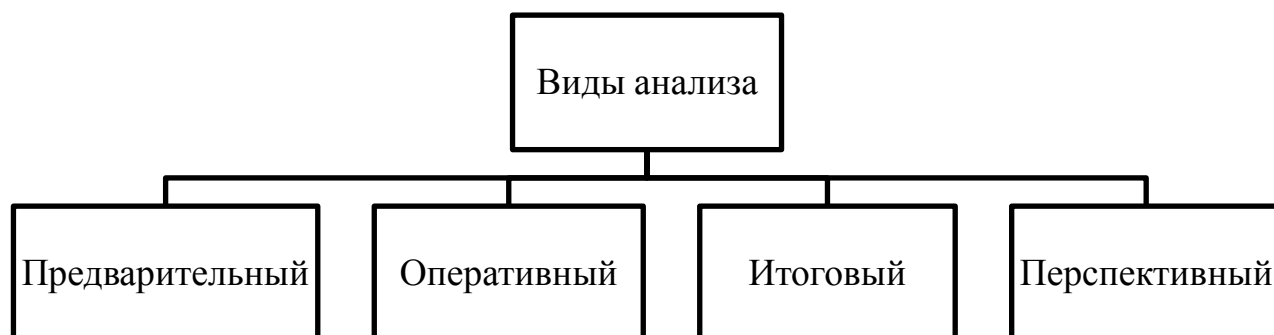 Виды анализа
Предварительный
Оперативный
Итоговый
Перспективный